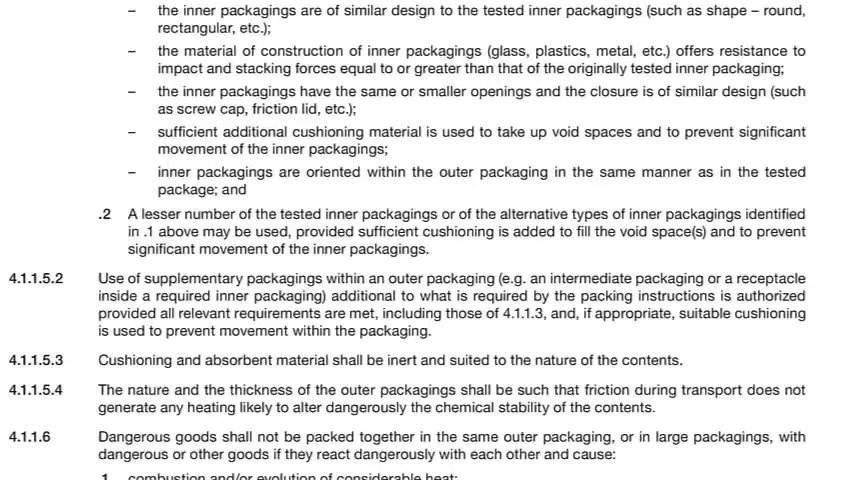 – the inner packagings are of similar design to the tested inner packagings (such as shape – round,
rectangular, etc.);
– the material of construction of inner packagings (glass, plastics, metal, etc.) offers resistance to
impact and stacking forces equal to or greater than that of the originally tested inner packaging;
– the inner packagings have the same or smaller openings and the closure is of similar design (such
as screw cap, friction lid, etc.);
– sufficient additional cushioning material is used to take up void spaces and to prevent significant
movement of the inner packagings;
– inner packagings are oriented within the outer packaging in the same manner as in the tested
package; and
.2 A lesser number of the tested inner packagings or of the alternative types of inner packagings identified
in .1 above may be used, provided sufficient cushioning is added to fill the void space(s) and to prevent
significant movement of the inner packagings.
4.1.1.5.2 Use of supplementary packagings within an outer packaging (e.g. an intermediate packaging or a receptacle
inside a required inner packaging) additional to what is required by the packing instructions is authorized
provided all relevant requirements are met, including those of 4.1.1.3, and, if appropriate, suitable cushioning
is used to prevent movement within the packaging.
4.1.1.5.3 Cushioning and absorbent material shall be inert and suited to the nature of the contents.
4.1.1.5.4 The nature and the thickness of the outer packagings shall be such that friction during transport does not
generate any heating likely to alter dangerously the chemical stability of the contents.
4.1.1.6 Dangerous goods shall not be packed together in the same outer packaging, or in large packagings, with
dangerous or other goods if they react dangerously with each other and cause:
.1 combustion and/or evolution of considerable heat;